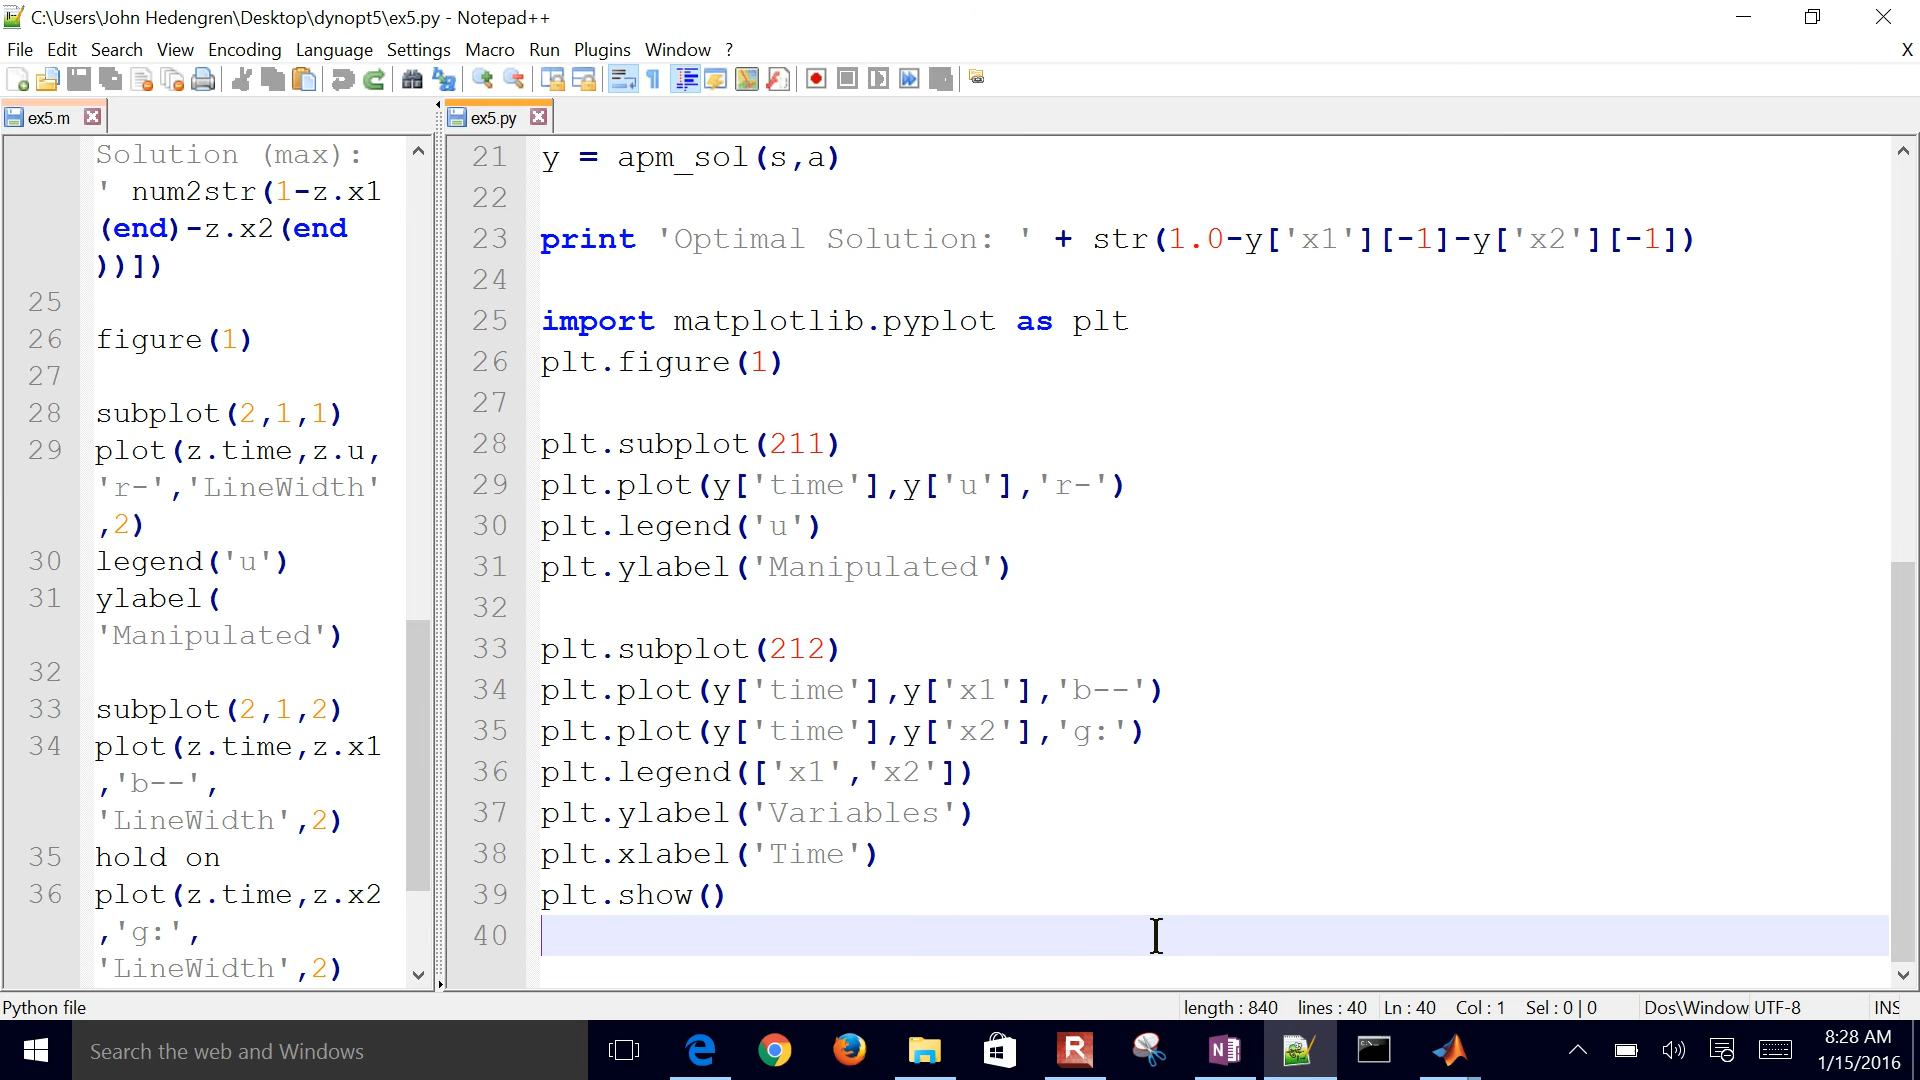 C:\Users\John Hedengren\Desktop\dynopt5\ex5.py - Notepad++
File Edit Search View Encoding Language Settings Macro Run Plugins Window ?
X
ex5.m
ex5.py
Solution (max):
' num2str(1-z.x1
(end)-z.x2(end
))])
25
26 figure(1)
27
28 subplot(2,1,1)
29 plot(z.time,z.u,
'r-','LineWidth'
,2)
30 legend('u')
31 ylabel(
'Manipulated')
32
33 subplot(2,1,2)
34 plot(z.time,z.x1
,'b--',
'LineWidth',2)
35 hold on
36 plot(z.time,z.x2
,'g:',
'LineWidth',2)
21 y = apm_sol(s,a)
22
23 print 'Optimal Solution: ' + str(1.0-y['x1'][-1]-y['x2'][-1])
24
25 import matplotlib.pyplot as plt
26 plt.figure(1)
27
28 plt.subplot(211)
29 plt.plot(y['time'],y['u'],'r-')
30 plt.legend('u')
31 plt.ylabel('Manipulated')
32
33 plt.subplot(212)
34 plt.plot(y['time'],y['x1'],'b--')
35 plt.plot(y['time'],y['x2'],'g:')
36 plt.legend(['x1','x2'])
37 plt.ylabel('Variables')
38 plt.xlabel('Time')
39 plt.show()
40
Python file
length : 840 lines : 40 Ln : 40 Col : 1 Sel : 0 | 0 Dos\Window UTF-8 INS
Search the web and Windows
8:28 AM
1/15/2016